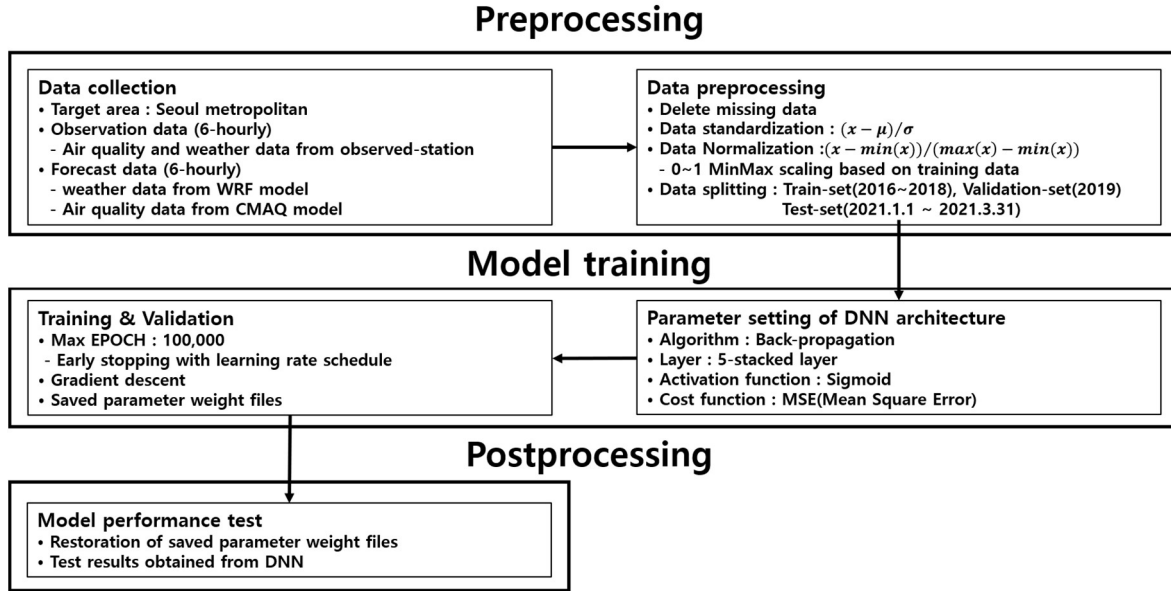 Preprocessing
Data collection
• Target area : Seoul metropolitan
• Observation data (6-hourly)
- Air quality and weather data from observed-station
• Forecast data (6-hourly)
- weather data from WRF model
- Air quality data from CMAQ model
Data preprocessing
• Delete missing data
• Data standardization : (x − μ)/σ
• Data Normalization :(x − min(x))/(max(x) − min(x))
- 0~1 MinMax scaling based on training data
• Data splitting : Train-set(2016~2018), Validation-set(2019)
Test-set(2021.1.1 ~ 2021.3.31)
Model training
Parameter setting of DNN architecture
• Algorithm : Back-propagation
• Layer : 5-stacked layer
• Activation function : Sigmoid
• Cost function : MSE(Mean Square Error)
Training & Validation
• Max EPOCH : 100,000
- Early stopping with learning rate schedule
• Gradient descent
• Saved parameter weight files
Postprocessing
Model performance test
• Restoration of saved parameter weight files
• Test results obtained from DNN